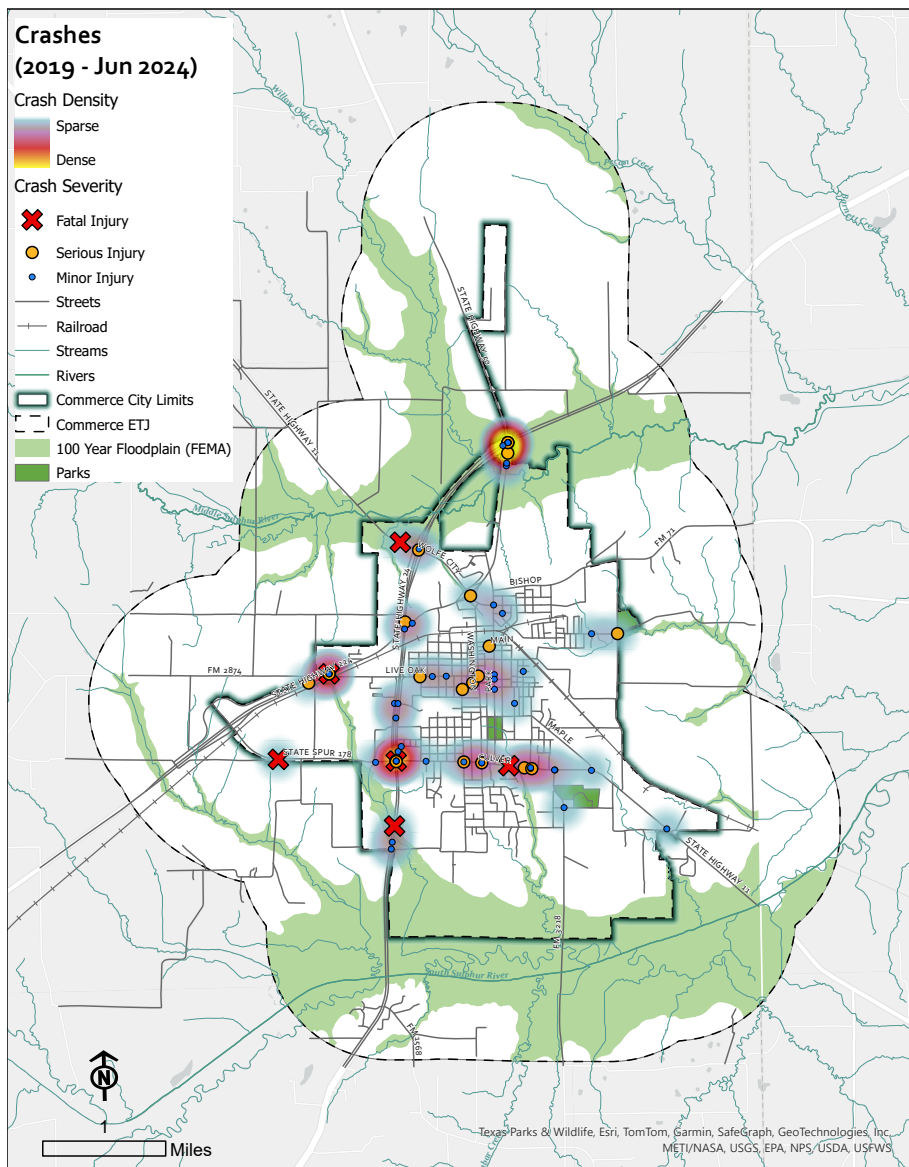 Crashes
(2019 - Jun 2024)
Crash Density
Sparse
Dense
Crash Severity
Fatal Injury
Serious Injury
Minor Injury
Streets
Railroad
Streams
Rivers
Commerce City Limits
Commerce ETJ
100 Year Floodplain (FEMA)
Parks
Willow Oak Creek
Pecan Creek
Barnett Creek
STATE HIGHWAY 11
Middle Sulphur River
WOLFE CITY
FM 71
BISHOP
STATE HIGHWAY 24
MAIN
WASHINGTON
PARK
FM 2874
STATE HIGHWAY 224
LIVE OAK
MAPLE
STATE SPUR 178
CULVER
STATE HIGHWAY 11
FM 3218
South Sulphur River
FM 1568
N
1
Miles
Texas Parks & Wildlife, Esri, TomTom, Garmin, SafeGraph, GeoTechnologies, Inc,
METI/NASA, USGS, EPA, NPS, USDA, USFWS